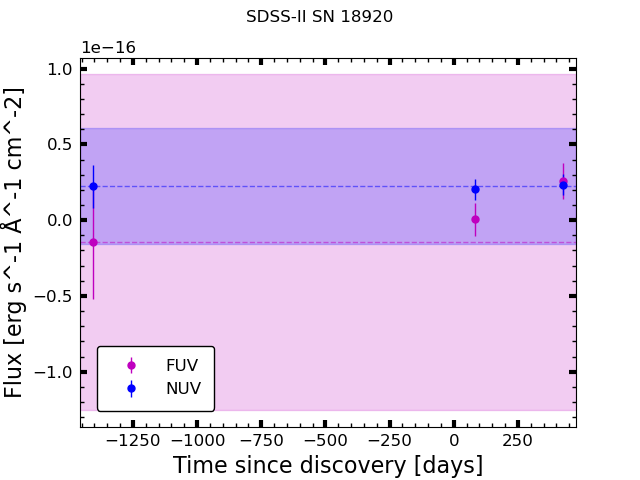 SDSS-II SN 18920
1e−16
1.0
0.5
0.0
−0.5
−1.0
Flux [erg s^-1 Å^-1 cm^-2]
FUV
NUV
−1250 −1000 −750 −500 −250 0 250
Time since discovery [days]